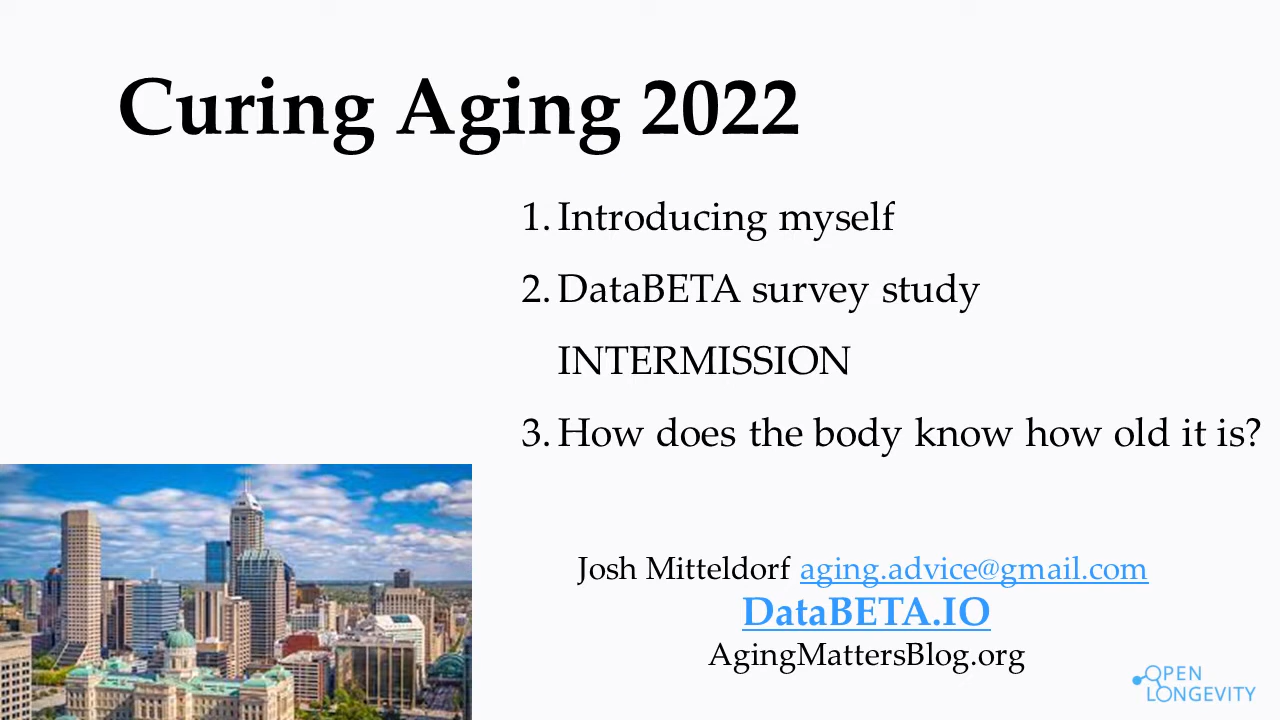 Curing Aging 2022
1. Introducing myself
2. DataBETA survey study
INTERMISSION
3. How does the body know how old it is?
Josh Mitteldorf aging.advice@gmail.com
DataBETA.IO
AgingMattersBlog.org
OPEN
LONGEVITY